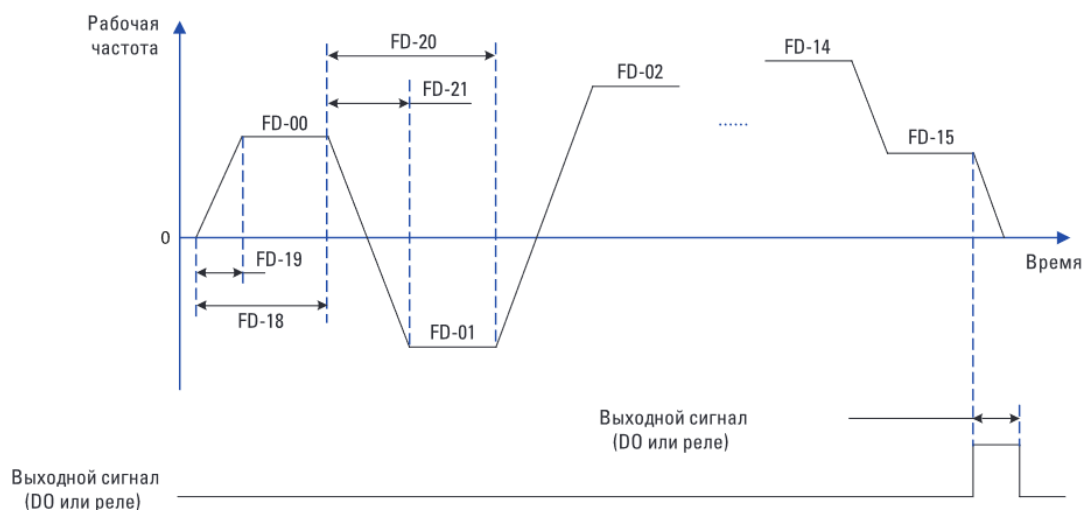 Рабочая
частота
FD-20
FD-14
FD-02
FD-21
FD-00
......
FD-15
0
FD-19
Время
FD-18
FD-01
Выходной сигнал
(DO или реле)
Выходной сигнал
(DO или реле)